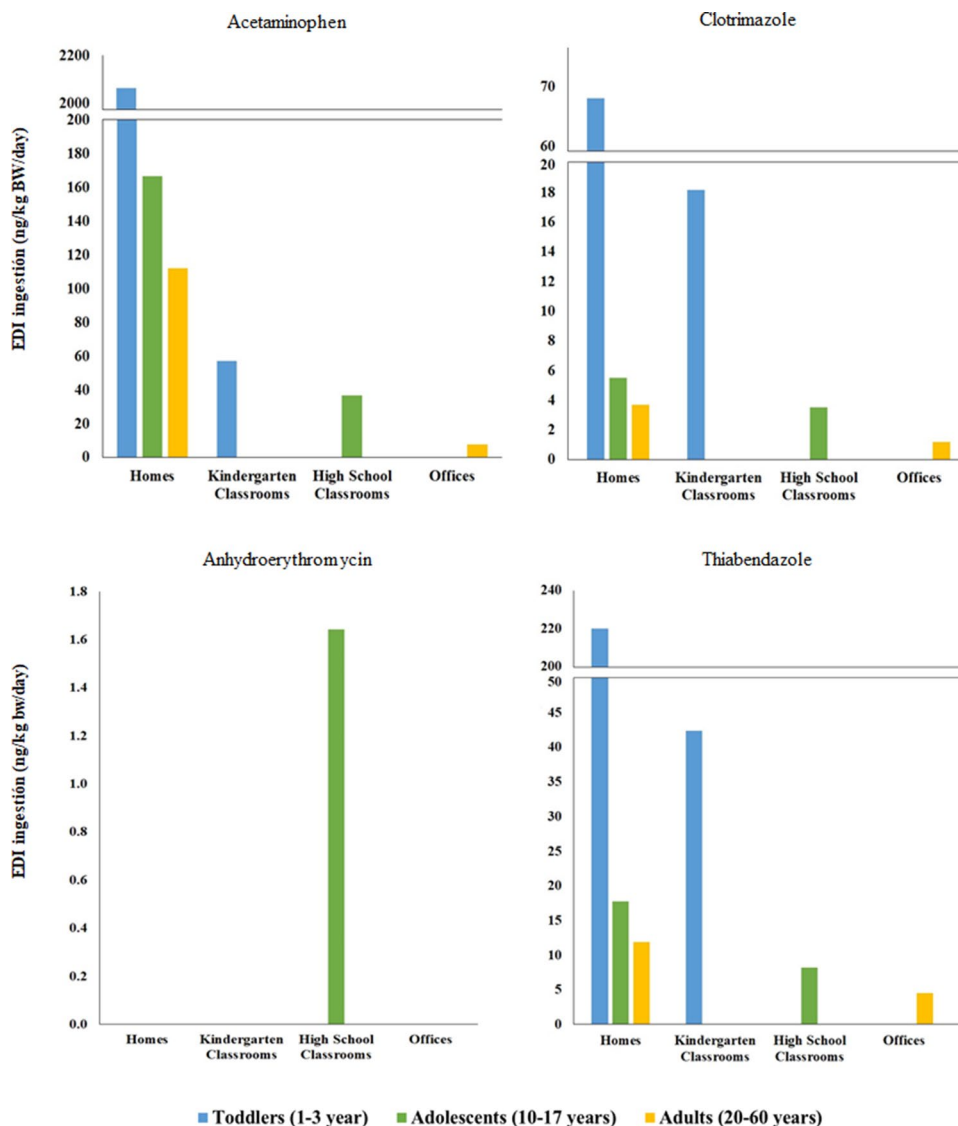 Acetaminophen
EDI ingestión (ng/kg BW/day)
2200
2000
200
180
160
140
120
100
80
60
40
20
0
Homes
Kindergarten
Classrooms
High School
Classrooms
Offices
Clotrimazole
70
60
20
18
16
14
12
10
8
6
4
2
0
Homes
Kindergarten
Classrooms
High School
Classrooms
Offices
Anhydroerythromycin
EDI ingestión (ng/kg bw/day)
1.8
1.6
1.4
1.2
1.0
0.8
0.6
0.4
0.2
0.0
Homes
Kindergarten
Classrooms
High School
Classrooms
Offices
Thiabendazole
240
220
200
50
45
40
35
30
25
20
15
10
5
0
Homes
Kindergarten
Classrooms
High School
Classrooms
Offices
Toddlers (1-3 year)
Adolescents (10-17 years)
Adults (20-60 years)